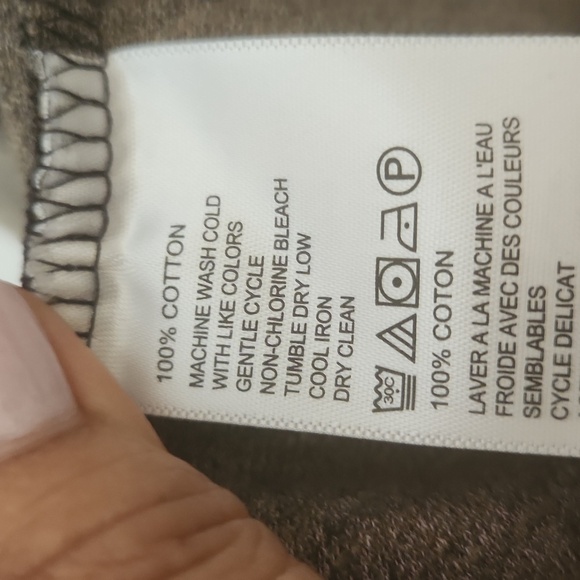 100% COTTON
MACHINE WASH COLD
WITH LIKE COLORS
GENTLE CYCLE
NON-CHLORINE BLEACH
TUMBLE DRY LOW
COOL IRON
DRY CLEAN
30C
P
100% COTON
LAVER A LA MACHINE A L'EAU
FROIDE AVEC DES COULEURS
SEMBLABLES
CYCLE DELICAT